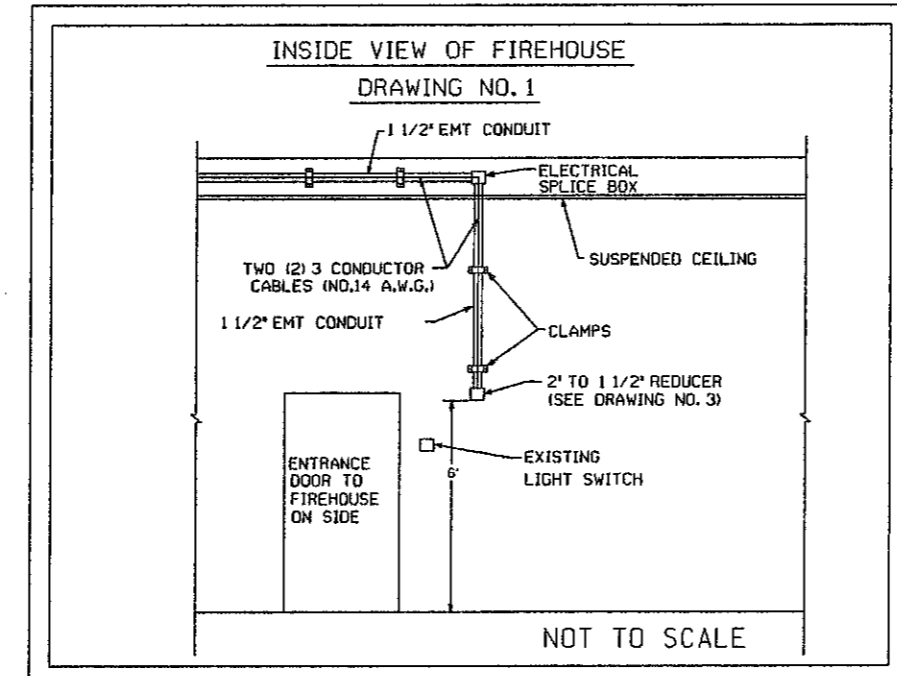 INSIDE VIEW OF FIREHOUSE
DRAWING NO. 1
1 1/2" EMT CONDUIT
ELECTRICAL
SPLICE BOX
SUSPENDED CEILING
TWO (2) 3 CONDUCTOR
CABLES (NO.14 A.W.G.)
1 1/2" EMT CONDUIT
CLAMPS
2" TO 1 1/2" REDUCER
(SEE DRAWING NO. 3)
EXISTING
LIGHT SWITCH
6'
ENTRANCE
DOOR TO
FIREHOUSE
ON SIDE
NOT TO SCALE